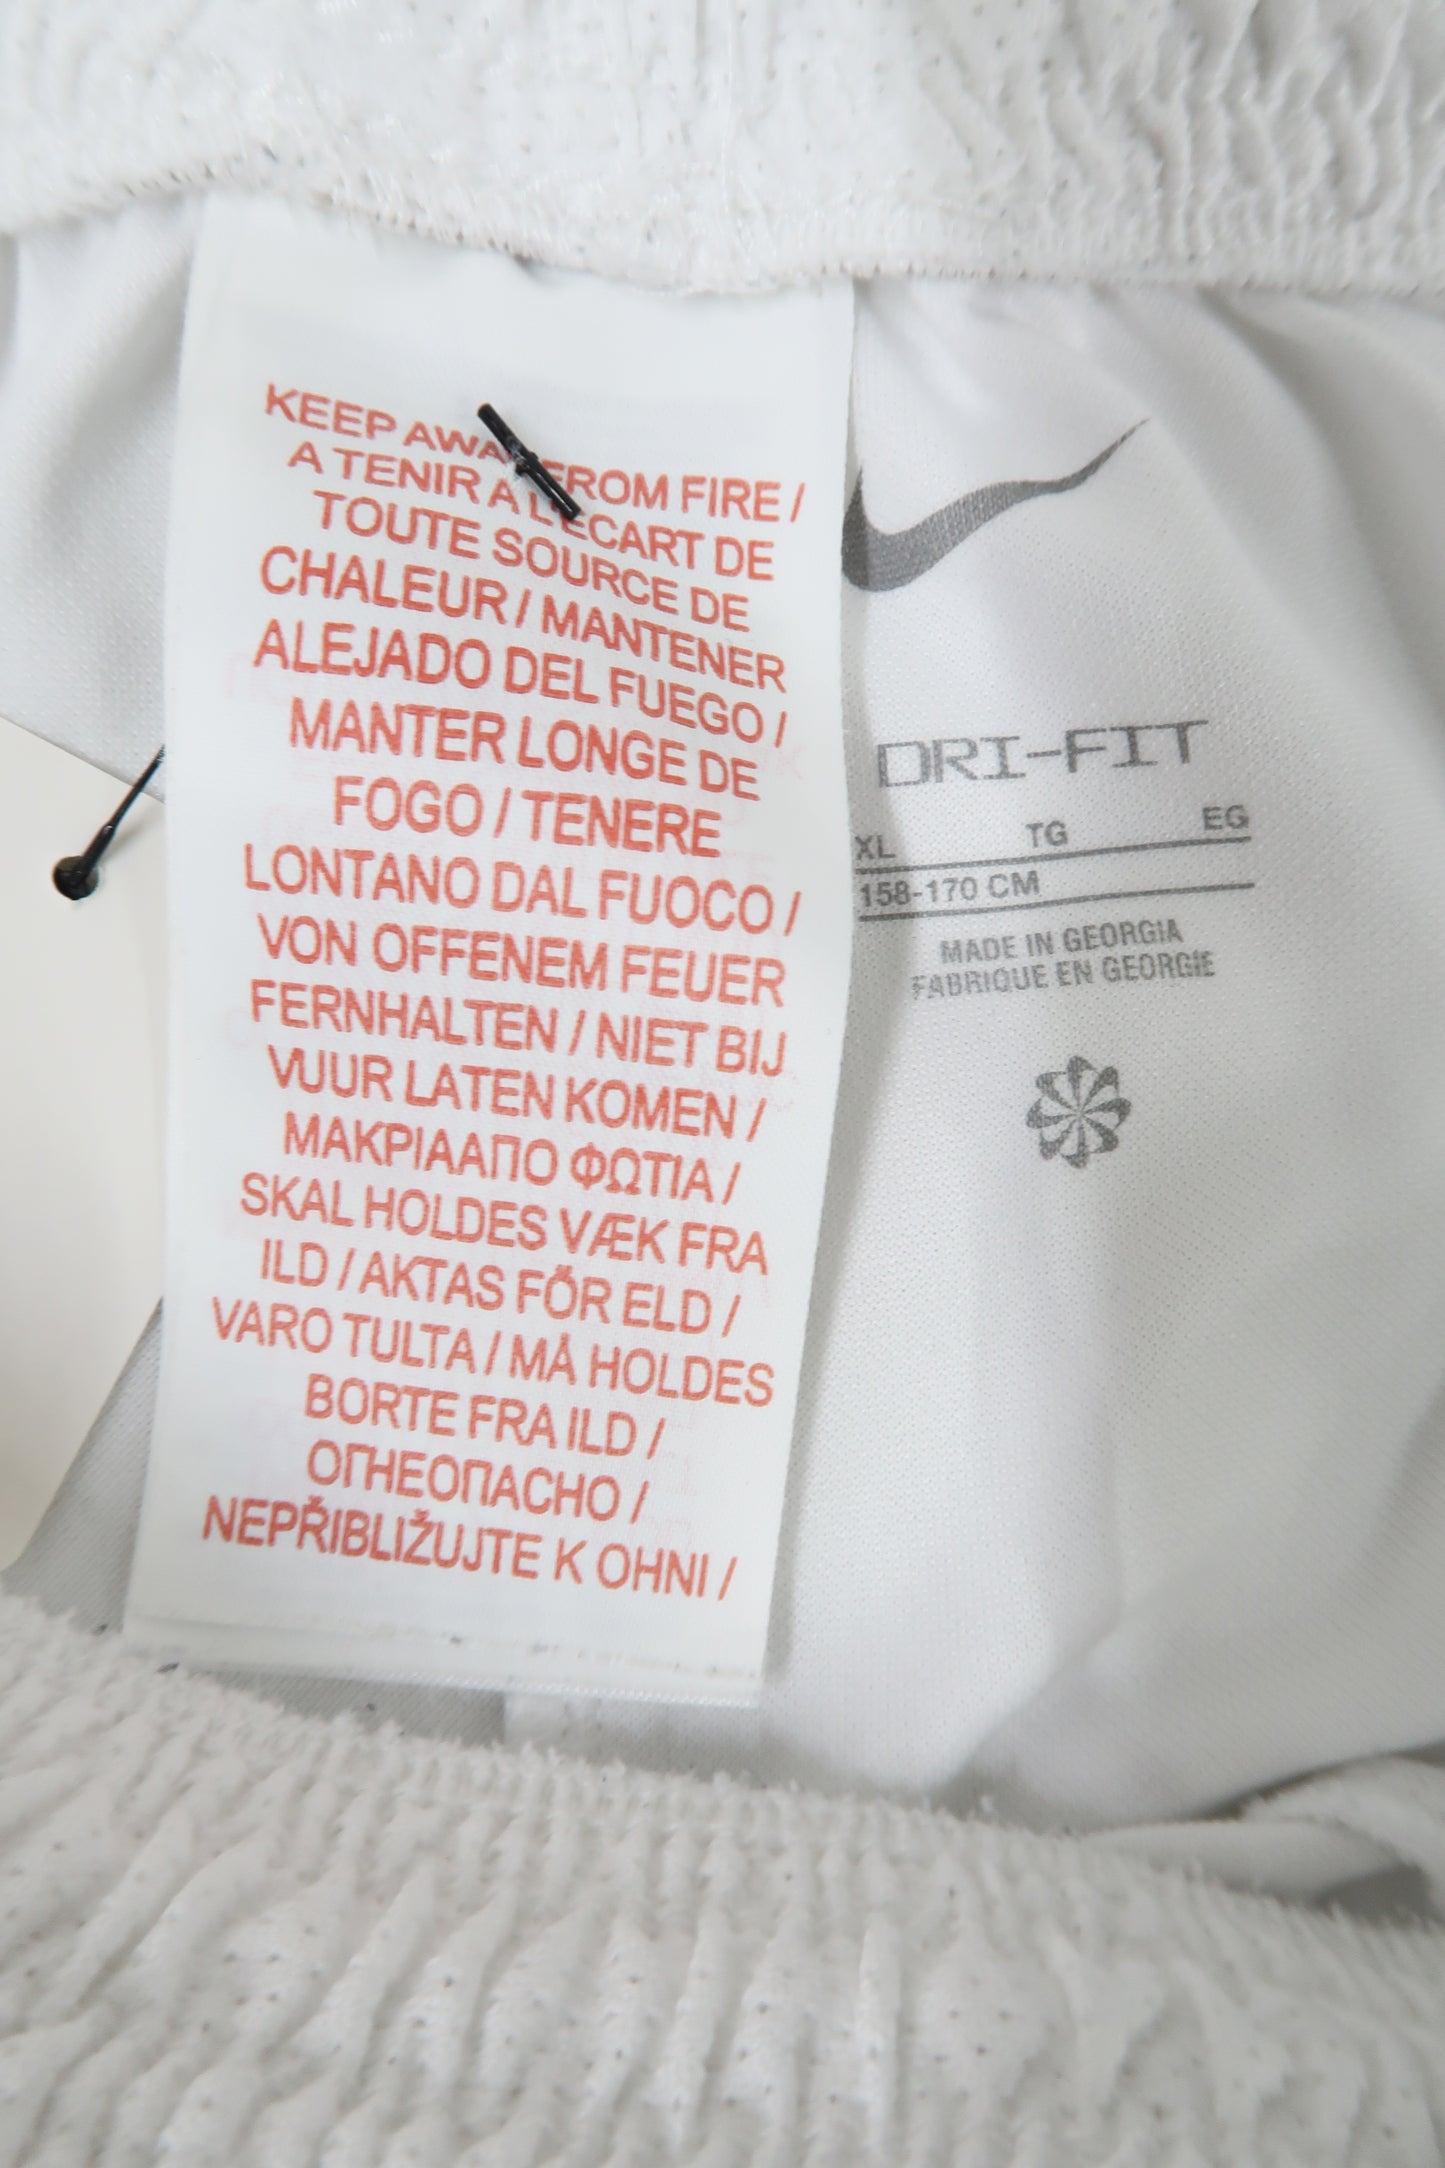 KEEP AWAY FROM FIRE /
A TENIR A L'ECART DE
TOUTE SOURCE DE
CHALEUR / MANTENER
ALEJADO DEL FUEGO /
MANTER LONGE DE
FOGO / TENERE
LONTANO DAL FUOCO /
VON OFFENEM FEUER
FERNHALTEN / NIET BIJ
VUUR LATEN KOMEN /
ΜΑΚΡΙΑΑΠΟ ΦΩΤΙΑ /
SKAL HOLDES VÆK FRA
ILD / AKTAS FÖR ELD /
VARO TULTA / MÅ HOLDES
BORTE FRA ILD /
ОГНЕОПАСНО /
NEPŘIBLIŽUJTE K OHNI /
DRI-FIT
XL TG EG
158-170 CM
MADE IN GEORGIA
FABRIQUE EN GEORGIE